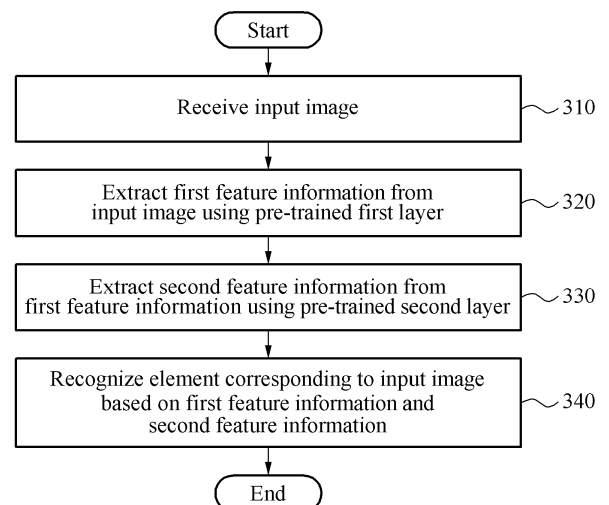 Start
Receive input image
310
Extract first feature information from
input image using pre-trained first layer
320
Extract second feature information from
first feature information using pre-trained second layer
330
Recognize element corresponding to input image
based on first feature information and
second feature information
340
End